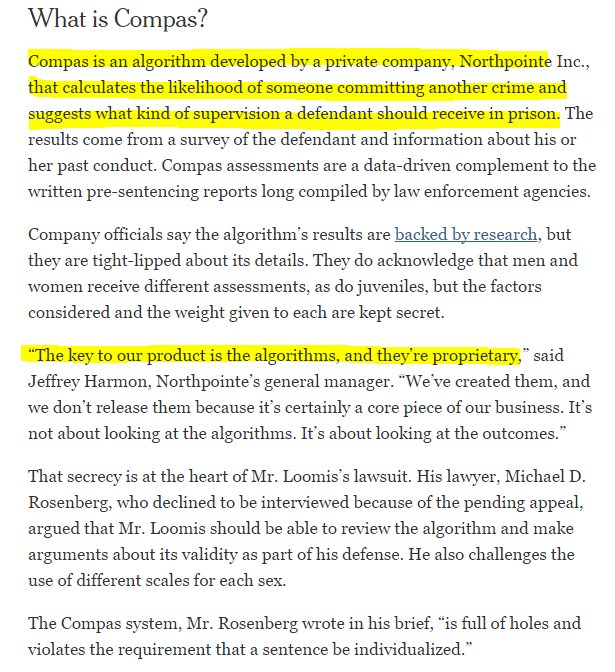 What is Compas?
Compas is an algorithm developed by a private company, Northpointe Inc.,
that calculates the likelihood of someone committing another crime and
suggests what kind of supervision a defendant should receive in prison. The
results come from a survey of the defendant and information about his or
her past conduct. Compas assessments are a data-driven complement to the
written pre-sentencing reports long compiled by law enforcement agencies.
Company officials say the algorithm’s results are backed by research, but
they are tight-lipped about its details. They do acknowledge that men and
women receive different assessments, as do juveniles, but the factors
considered and the weight given to each are kept secret.
“The key to our product is the algorithms, and they’re proprietary,” said
Jeffrey Harmon, Northpointe’s general manager. “We’ve created them, and
we don’t release them because it’s certainly a core piece of our business. It’s
not about looking at the algorithms. It’s about looking at the outcomes.”
That secrecy is at the heart of Mr. Loomis’s lawsuit. His lawyer, Michael D.
Rosenberg, who declined to be interviewed because of the pending appeal,
argued that Mr. Loomis should be able to review the algorithm and make
arguments about its validity as part of his defense. He also challenges the
use of different scales for each sex.
The Compas system, Mr. Rosenberg wrote in his brief, “is full of holes and
violates the requirement that a sentence be individualized.”